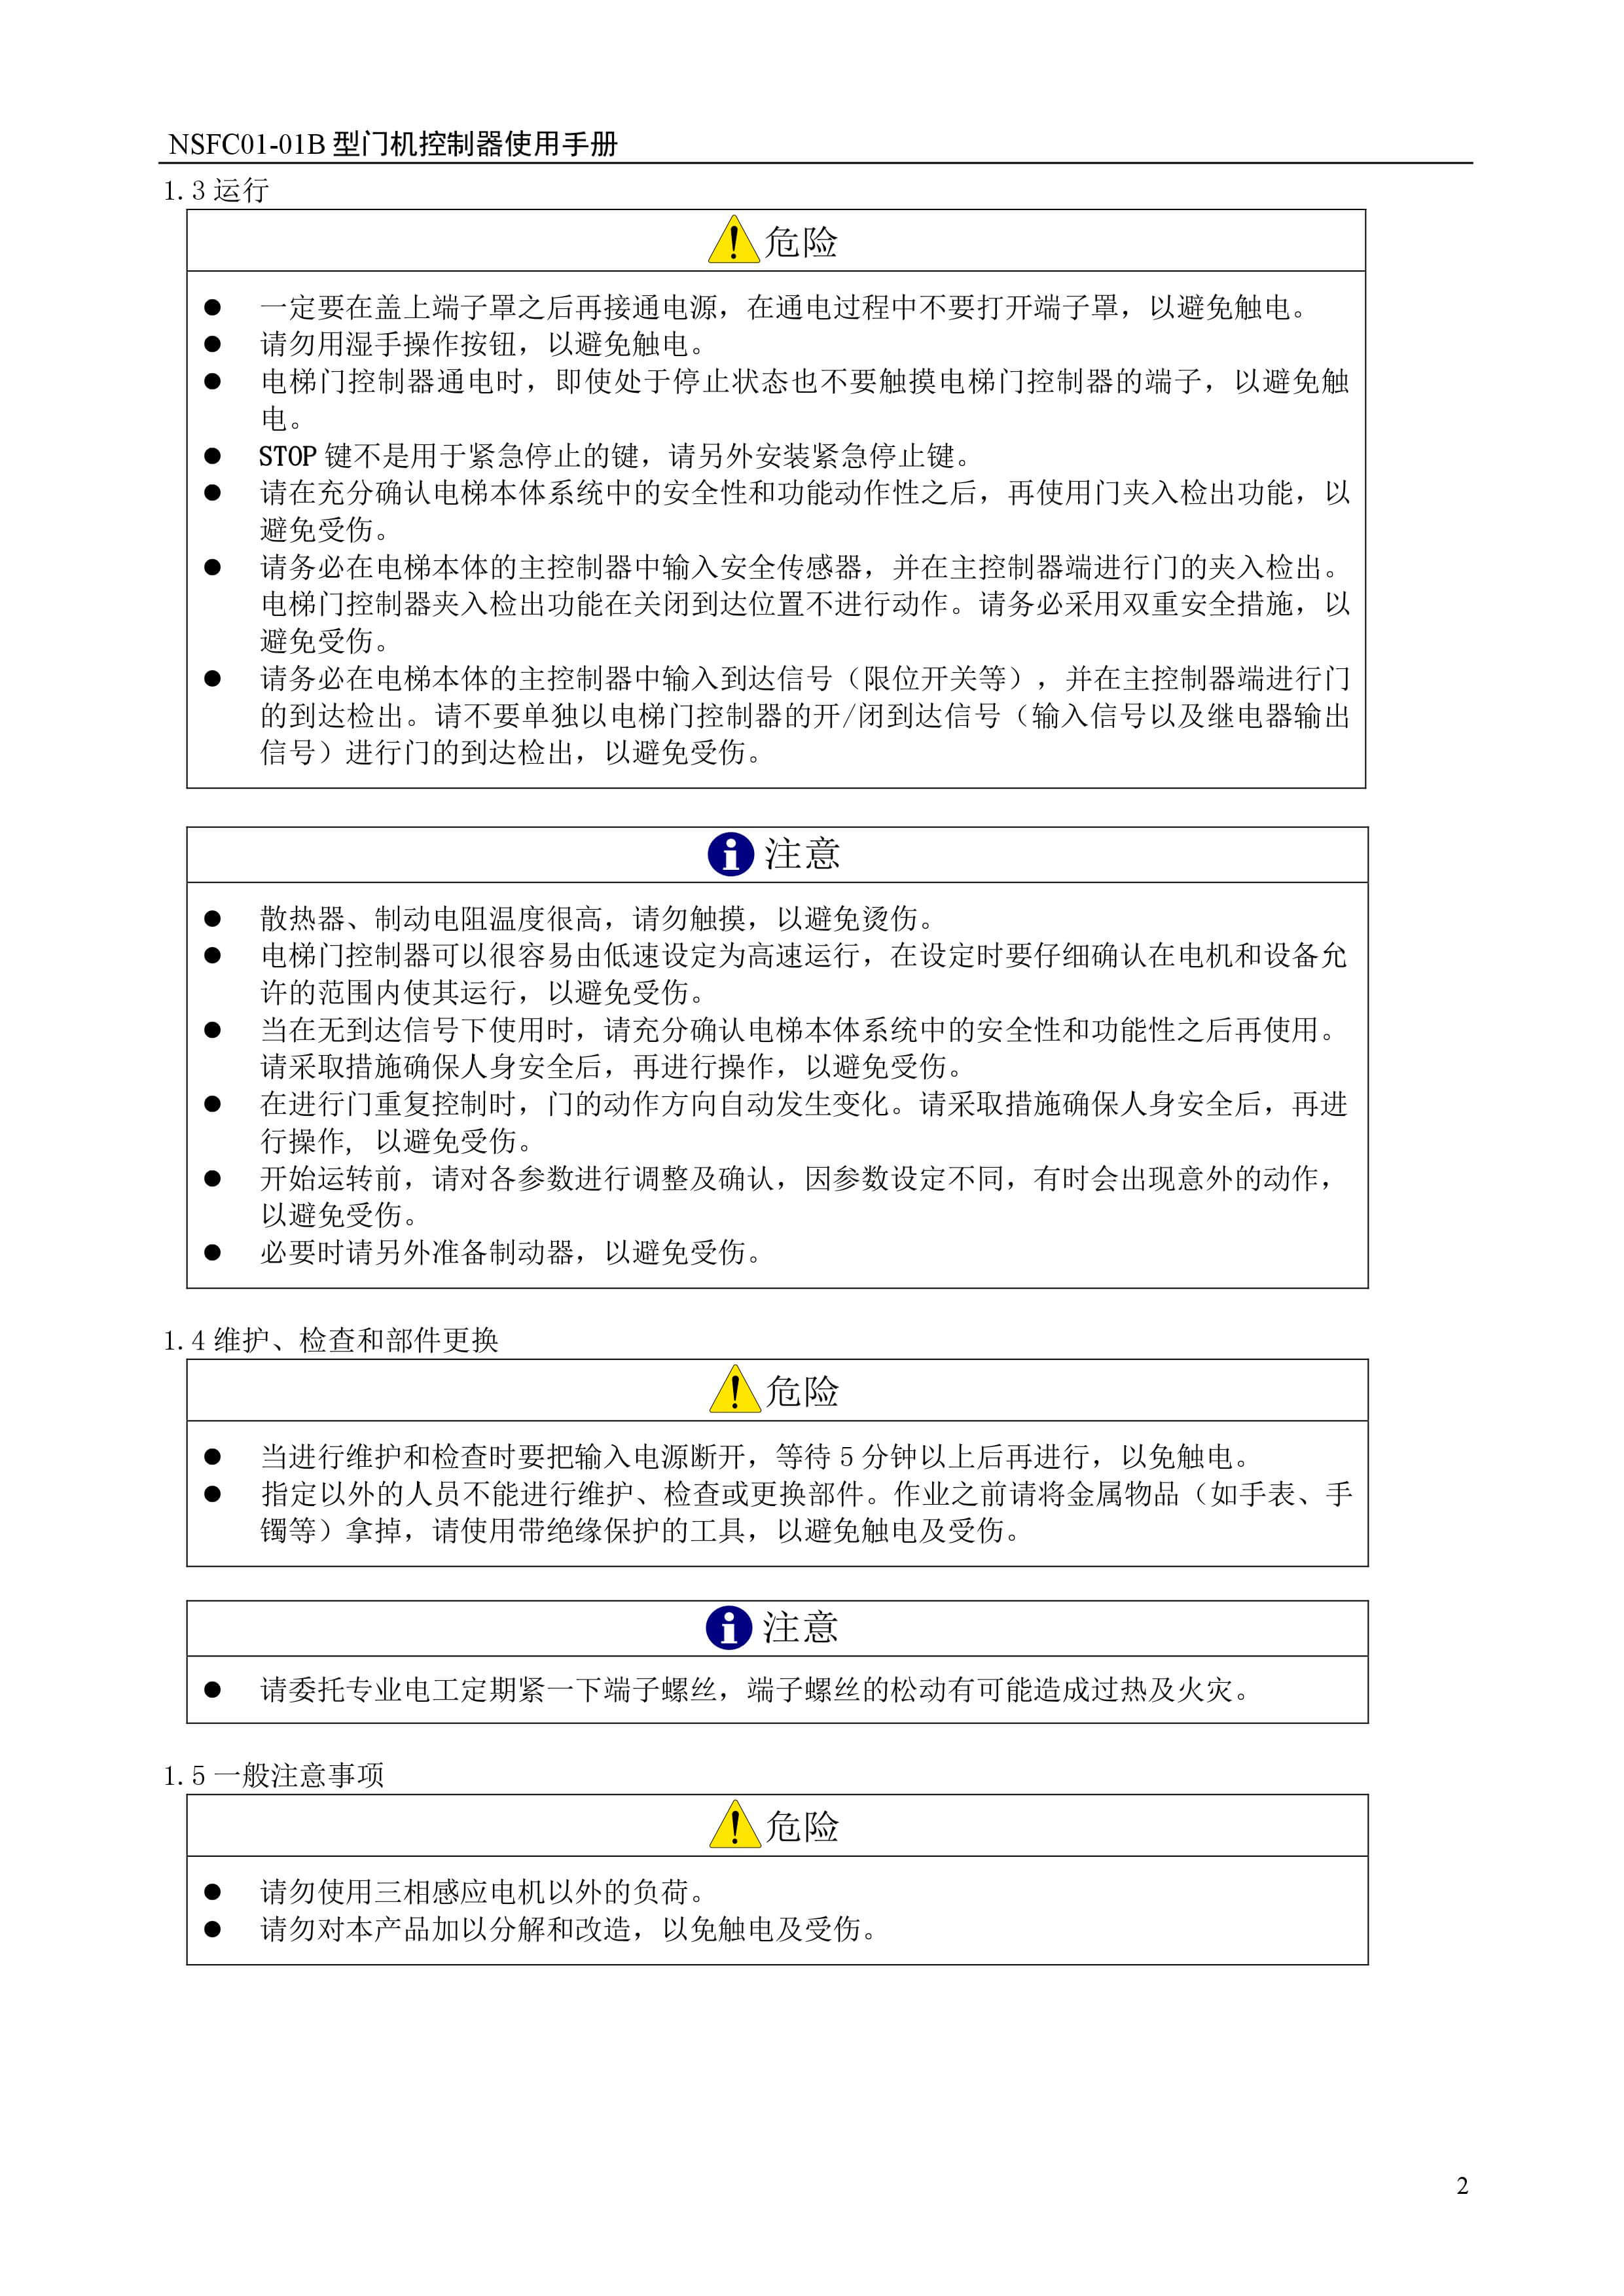 NSFC01-01B 型门机控制器使用手册
1.3 运行
危险
● 一定要在盖上端子罩之后再接通电源，在通电过程中不要打开端子罩，以避免触电。
● 请勿用湿手操作按钮，以避免触电。
● 电梯门控制器通电时，即使处于停止状态也不要触摸电梯门控制器的端子，以避免触
电。
● STOP 键不是用于紧急停止的键，请另外安装紧急停止键。
● 请在充分确认电梯本体系统中的安全性和功能动作性之后，再使用门夹入检出功能，以
避免受伤。
● 请务必在电梯本体的主控制器中输入安全传感器，并在主控制器端进行门的夹入检出。
电梯门控制器夹入检出功能在关闭到达位置不进行动作。请务必采用双重安全措施，以
避免受伤。
● 请务必在电梯本体的主控制器中输入到达信号（限位开关等），并在主控制器端进行门
的到达检出。请不要单独以电梯门控制器的开/闭到达信号（输入信号以及继电器输出
信号）进行门的到达检出，以避免受伤。
注意
● 散热器、制动电阻温度很高，请勿触摸，以避免烫伤。
● 电梯门控制器可以很容易由低速设定为高速运行，在设定时要仔细确认在电机和设备允
许的范围内使其运行，以避免受伤。
● 当在无到达信号下使用时，请充分确认电梯本体系统中的安全性和功能性之后再使用。
请采取措施确保人身安全后，再进行操作，以避免受伤。
● 在进行门重复控制时，门的动作方向自动发生变化。请采取措施确保人身安全后，再进
行操作, 以避免受伤。
● 开始运转前，请对各参数进行调整及确认，因参数设定不同，有时会出现意外的动作，
以避免受伤。
● 必要时请另外准备制动器，以避免受伤。
1.4 维护、检查和部件更换
危险
● 当进行维护和检查时要把输入电源断开，等待 5 分钟以上后再进行，以免触电。
● 指定以外的人员不能进行维护、检查或更换部件。作业之前请将金属物品（如手表、手
镯等）拿掉，请使用带绝缘保护的工具，以避免触电及受伤。
注意
● 请委托专业电工定期紧一下端子螺丝，端子螺丝的松动有可能造成过热及火灾。
1.5 一般注意事项
危险
● 请勿使用三相感应电机以外的负荷。
● 请勿对本产品加以分解和改造，以免触电及受伤。
2